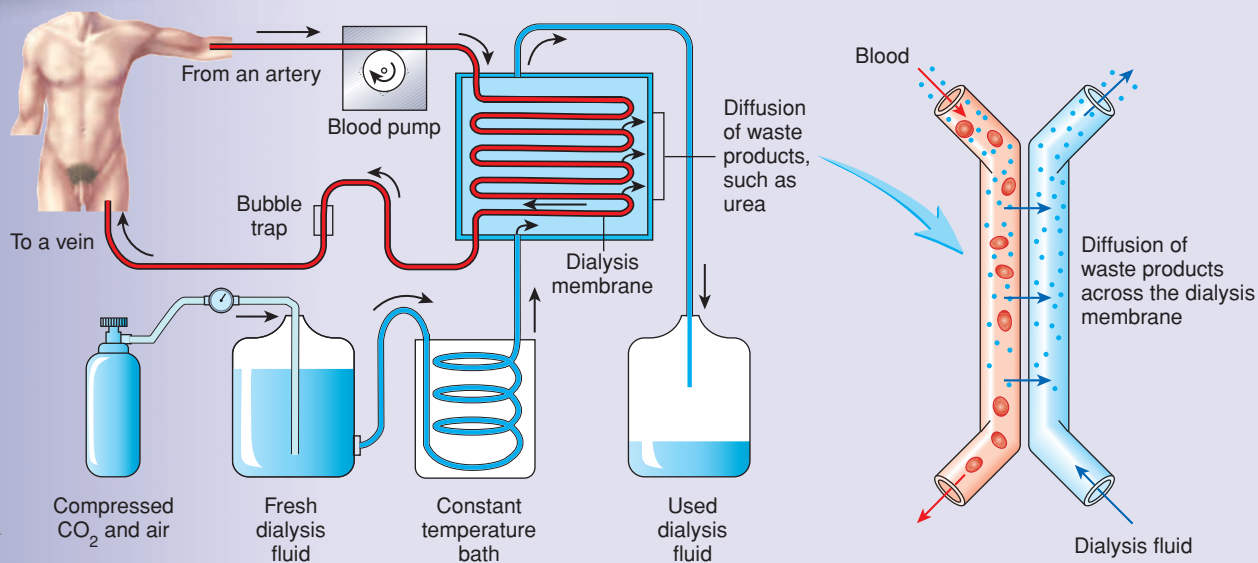 From an artery
Blood pump
Bubble
trap
To a vein
Diffusion
of waste
products,
such as
urea
Dialysis
membrane
Compressed
CO2 and air
Fresh
dialysis
fluid
Constant
temperature
bath
Used
dialysis
fluid
Blood
Diffusion of
waste products
across the dialysis
membrane
Dialysis fluid